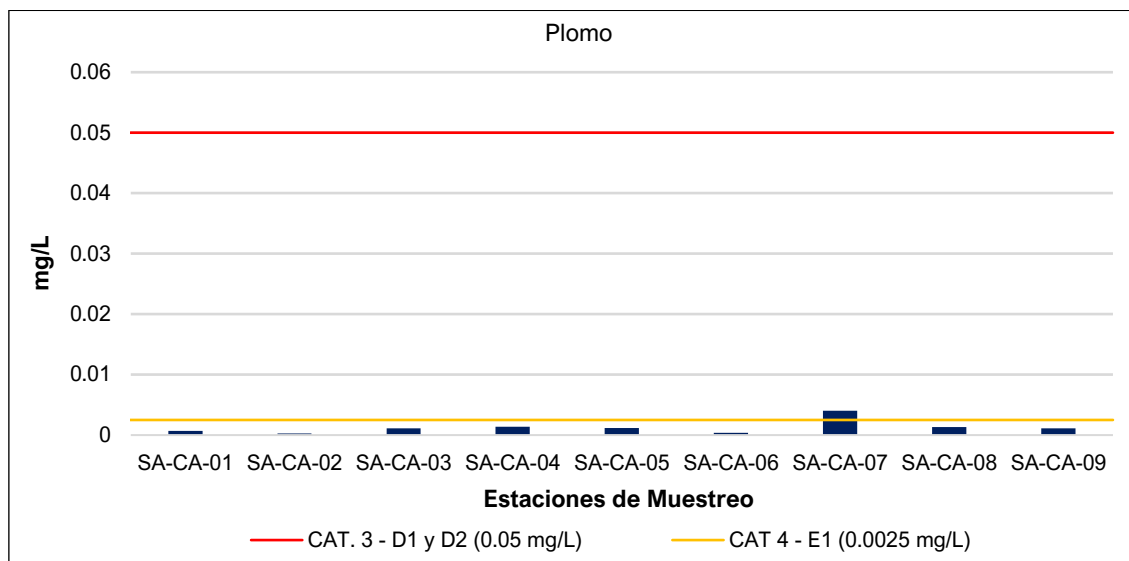 Plomo
0.06
0.05
0.04
0.03
0.02
0.01
0
mg/L
SA-CA-01 SA-CA-02 SA-CA-03 SA-CA-04 SA-CA-05 SA-CA-06 SA-CA-07 SA-CA-08 SA-CA-09
Estaciones de Muestreo
CAT. 3 - D1 y D2 (0.05 mg/L) CAT 4 - E1 (0.0025 mg/L)